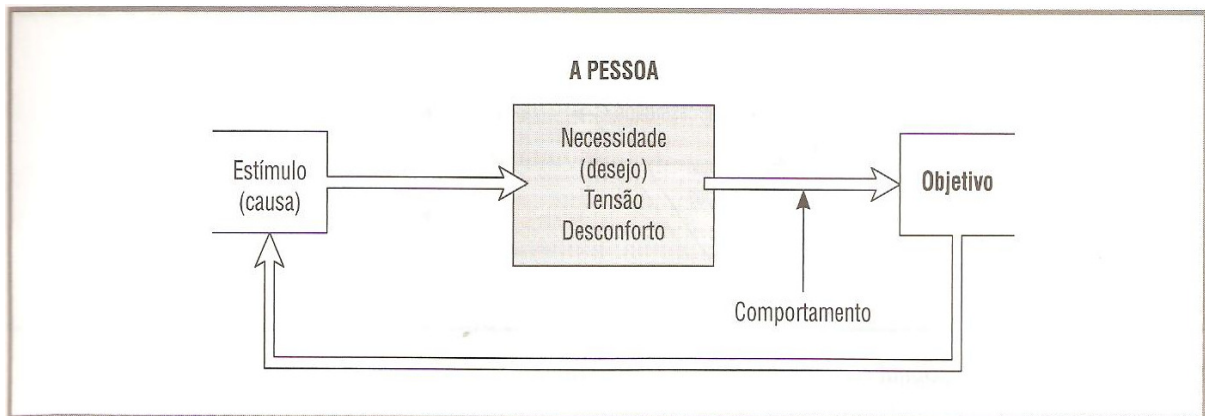 A PESSOA
Estímulo
(causa)
Necessidade
(desejo)
Tensão
Desconforto
Objetivo
Comportamento